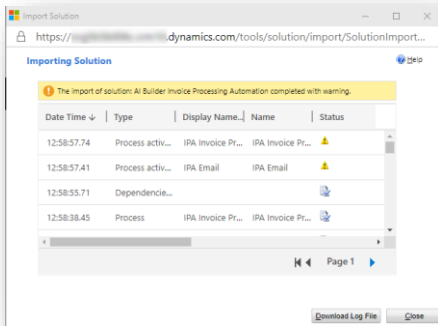 Import Solution
https:// .dynamics.com/tools/solution/import/SolutionImport...
Importing Solution
Help
The import of solution: AI Builder Invoice Processing Automation completed with warning.
Date Time Type Display Name... Name Status
12:58:57.74 Process activ... IPA Invoice Pr... IPA Invoice Pr...
12:58:57.41 Process activ... IPA Email IPA Email
12:58:55.71 Dependencie...
12:58:38.45 Process IPA Invoice Pr... IPA Invoice Pr...
Page 1
Download Log File Close